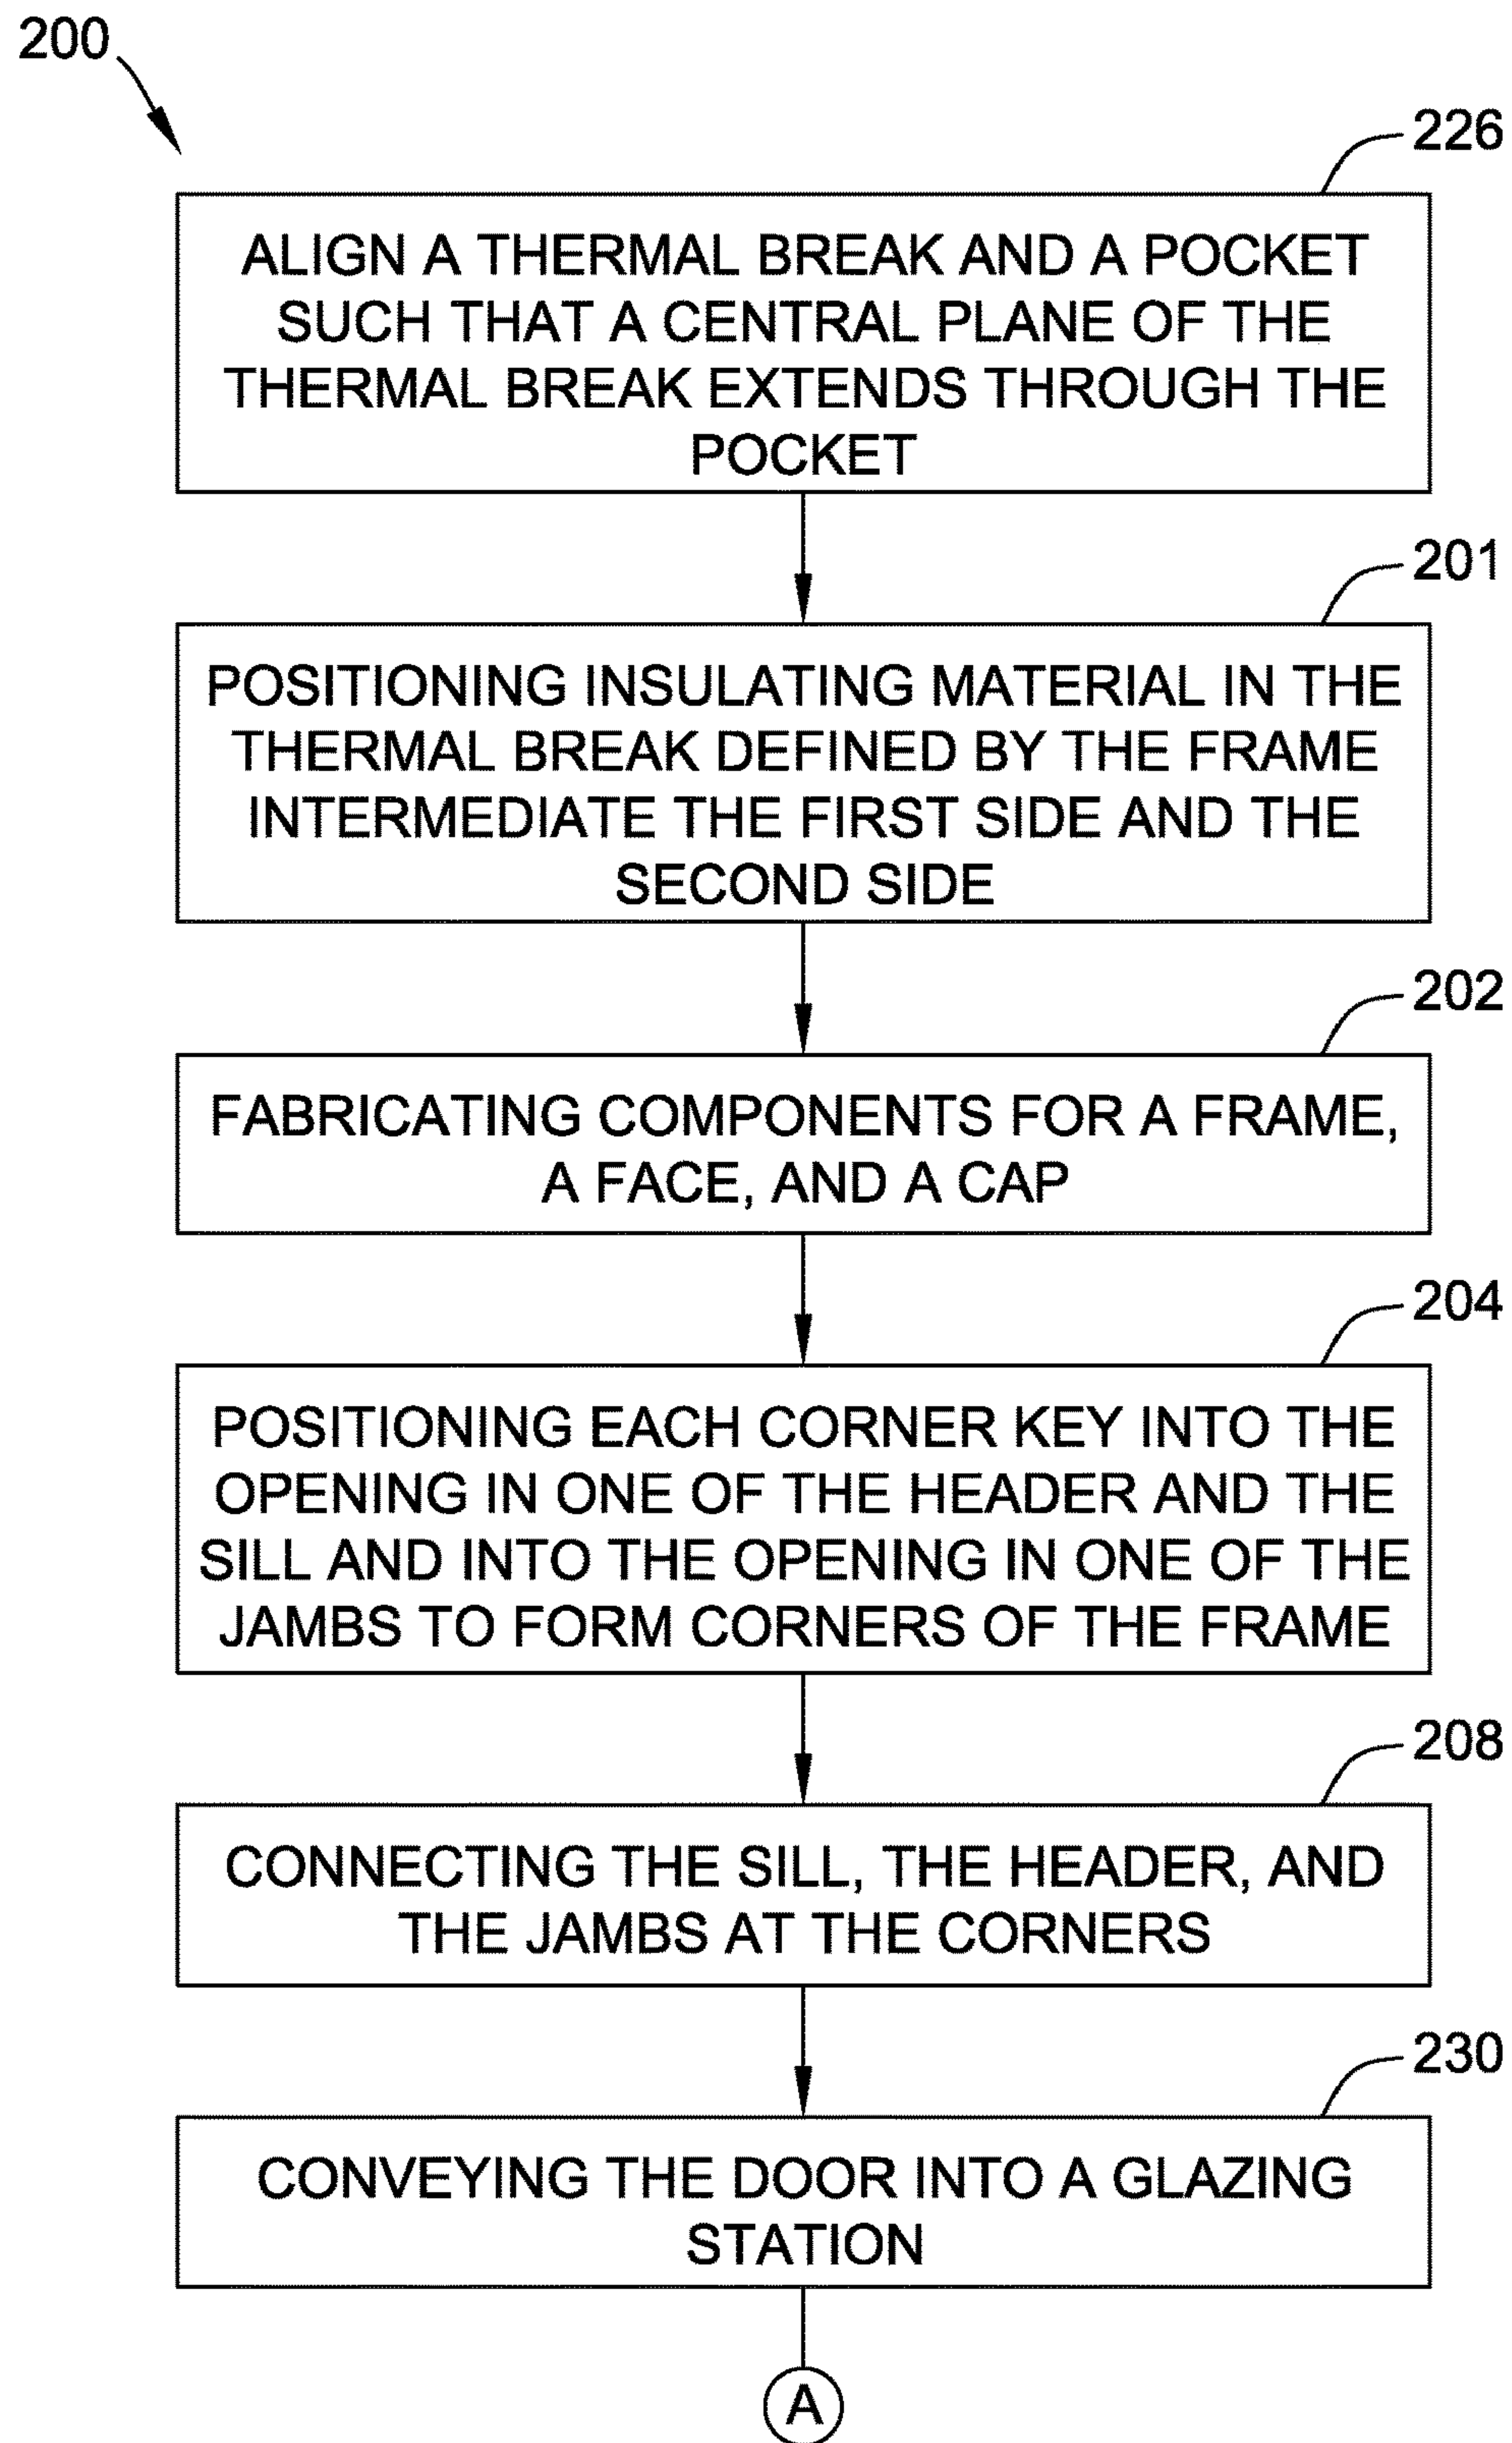 200
226
ALIGN A THERMAL BREAK AND A POCKET
SUCH THAT A CENTRAL PLANE OF THE
THERMAL BREAK EXTENDS THROUGH THE
POCKET
201
POSITIONING INSULATING MATERIAL IN THE
THERMAL BREAK DEFINED BY THE FRAME
INTERMEDIATE THE FIRST SIDE AND THE
SECOND SIDE
202
FABRICATING COMPONENTS FOR A FRAME,
A FACE, AND A CAP
204
POSITIONING EACH CORNER KEY INTO THE
OPENING IN ONE OF THE HEADER AND THE
SILL AND INTO THE OPENING IN ONE OF THE
JAMBS TO FORM CORNERS OF THE FRAME
208
CONNECTING THE SILL, THE HEADER, AND
THE JAMBS AT THE CORNERS
230
CONVEYING THE DOOR INTO A GLAZING
STATION
A